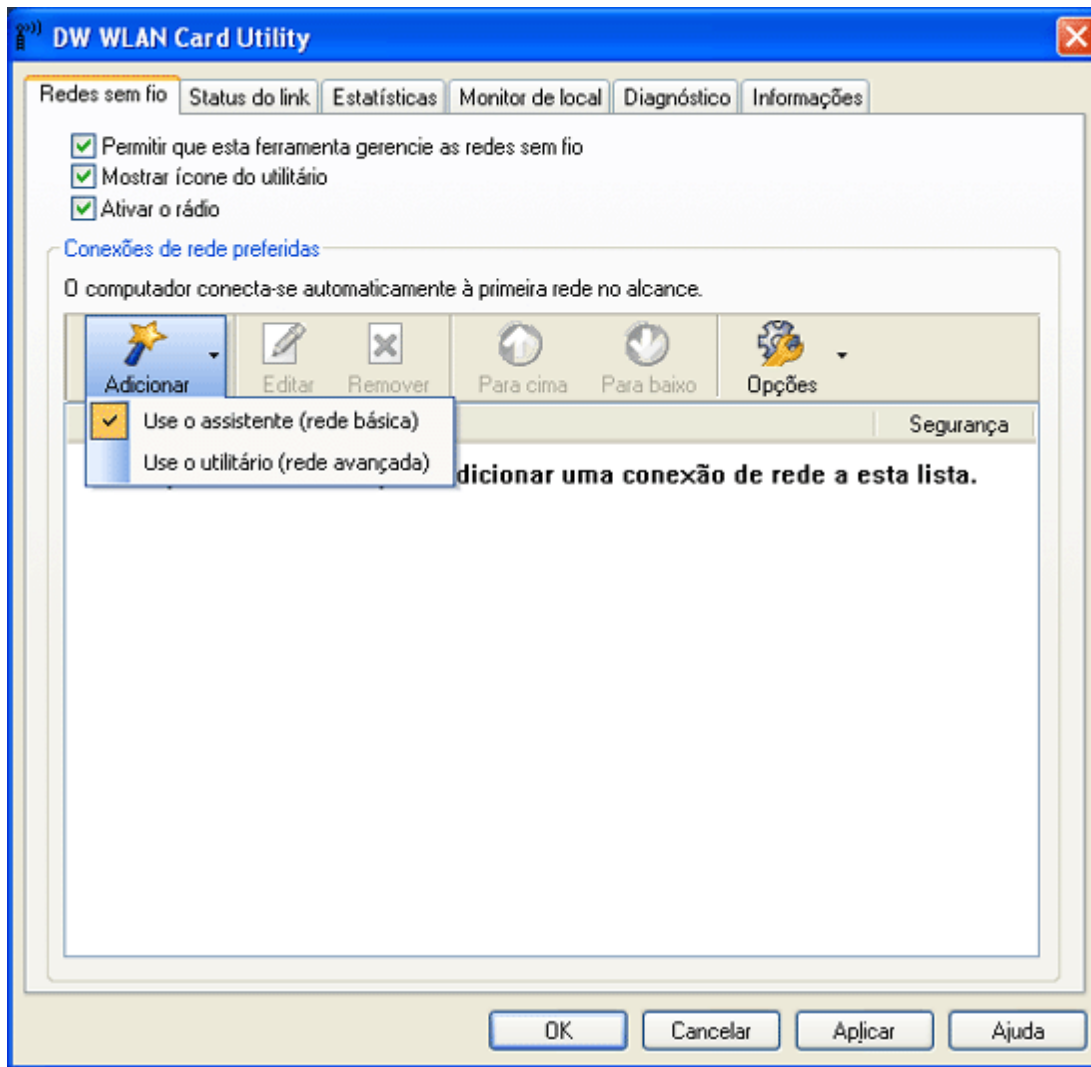 DW WLAN Card Utility
Redes sem fio Status do link Estatísticas Monitor de local Diagnóstico Informações
Permitir que esta ferramenta gerencie as redes sem fio
Mostrar ícone do utilitário
Ativar o rádio
Conexões de rede preferidas
O computador conecta-se automaticamente à primeira rede no alcance.
Adicionar Editar Remover Para cima Para baixo Opções
Use o assistente (rede básica) Segurança
Use o utilitário (rede avançada)
dicionar uma conexão de rede a esta lista.
OK Cancelar Aplicar Ajuda